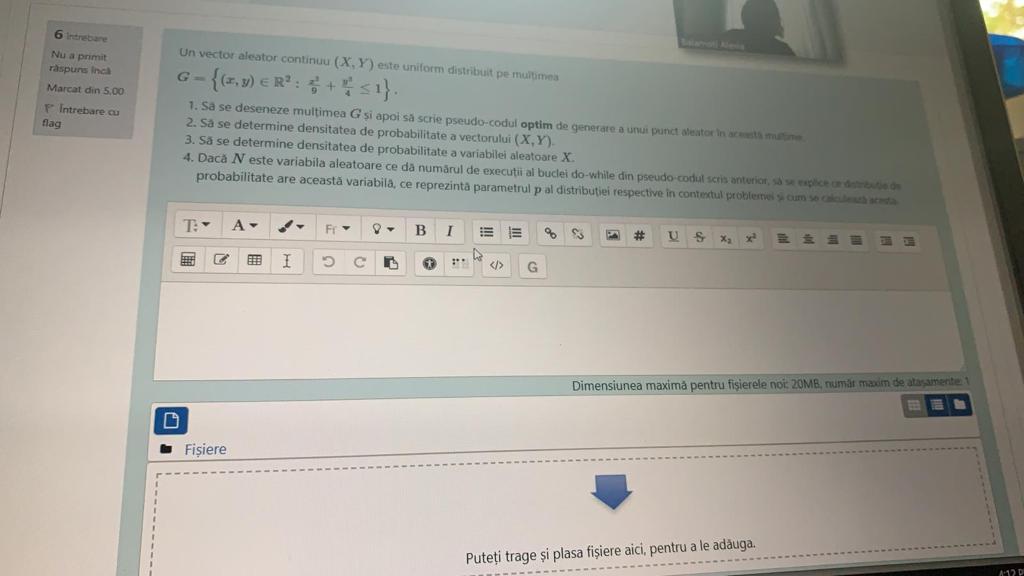 6 Întrebare
Nu a primit
răspuns încă
Marcat din 5.00
Întrebare cu
flag
Un vector aleator continuu (X, Y) este uniform distribuit pe mulțimea
G = {(x, y) ∈ ℝ² : x²/9 + y²/4 ≤ 1}.
1. Să se deseneze mulțimea G și apoi să scrie pseudo-codul optim de generare a unui punct aleator în această mulțime.
2. Să se determine densitatea de probabilitate a vectorului (X, Y).
3. Să se determine densitatea de probabilitate a variabilei aleatoare X.
4. Dacă N este variabila aleatoare ce dă numărul de execuții al buclei do-while din pseudo-codul scris anterior, să se explice ce distribuție de
probabilitate are această variabilă, ce reprezintă parametrul p al distribuției respective în contextul problemei și cum se calculează acesta.
A Fr B I # U S x₂ x²
</> G
Dimensiunea maximă pentru fișierele noi: 20MB, număr maxim de atașamente: 1
Fișiere
Puteți trage și plasa fișiere aici, pentru a le adăuga.